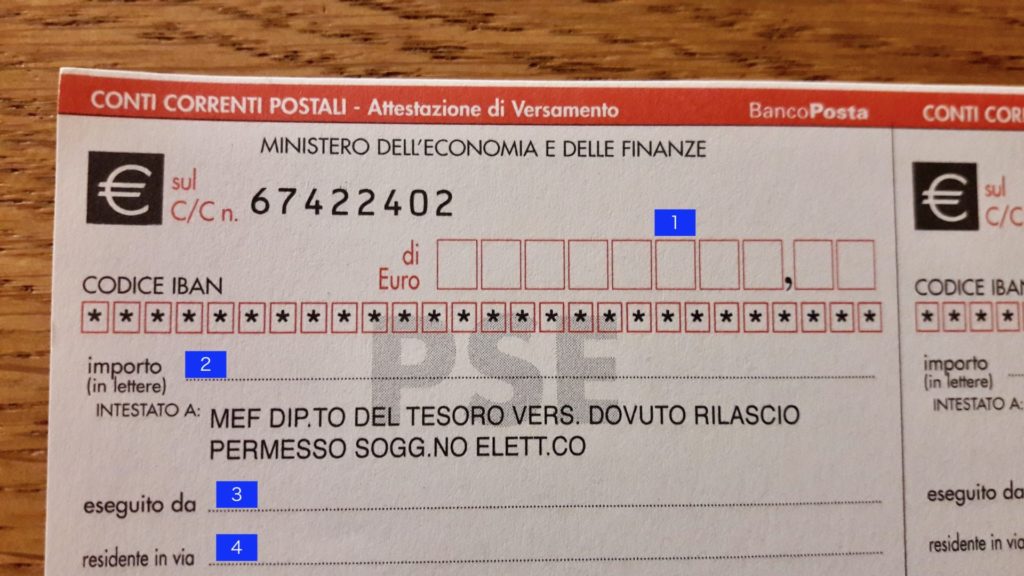 CONTI CORRENTI POSTALI - Attestazione di Versamento BancoPosta
MINISTERO DELL'ECONOMIA E DELLE FINANZE
€ sul C/C n. 67422402
1
di Euro ,
CODICE IBAN
* * * * * * * * * * * * * * * * * * * * * * * * * * *
PSE
importo 2
(in lettere)
INTESTATO A: MEF DIP.TO DEL TESORO VERS. DOVUTO RILASCIO
PERMESSO SOGG.NO ELETT.CO
eseguito da 3
residente in via 4
CONTI
€ sul
C/C
CODICE
* * * *
importo
(in lettere)
INTESTATO A:
eseguito da
residente in via